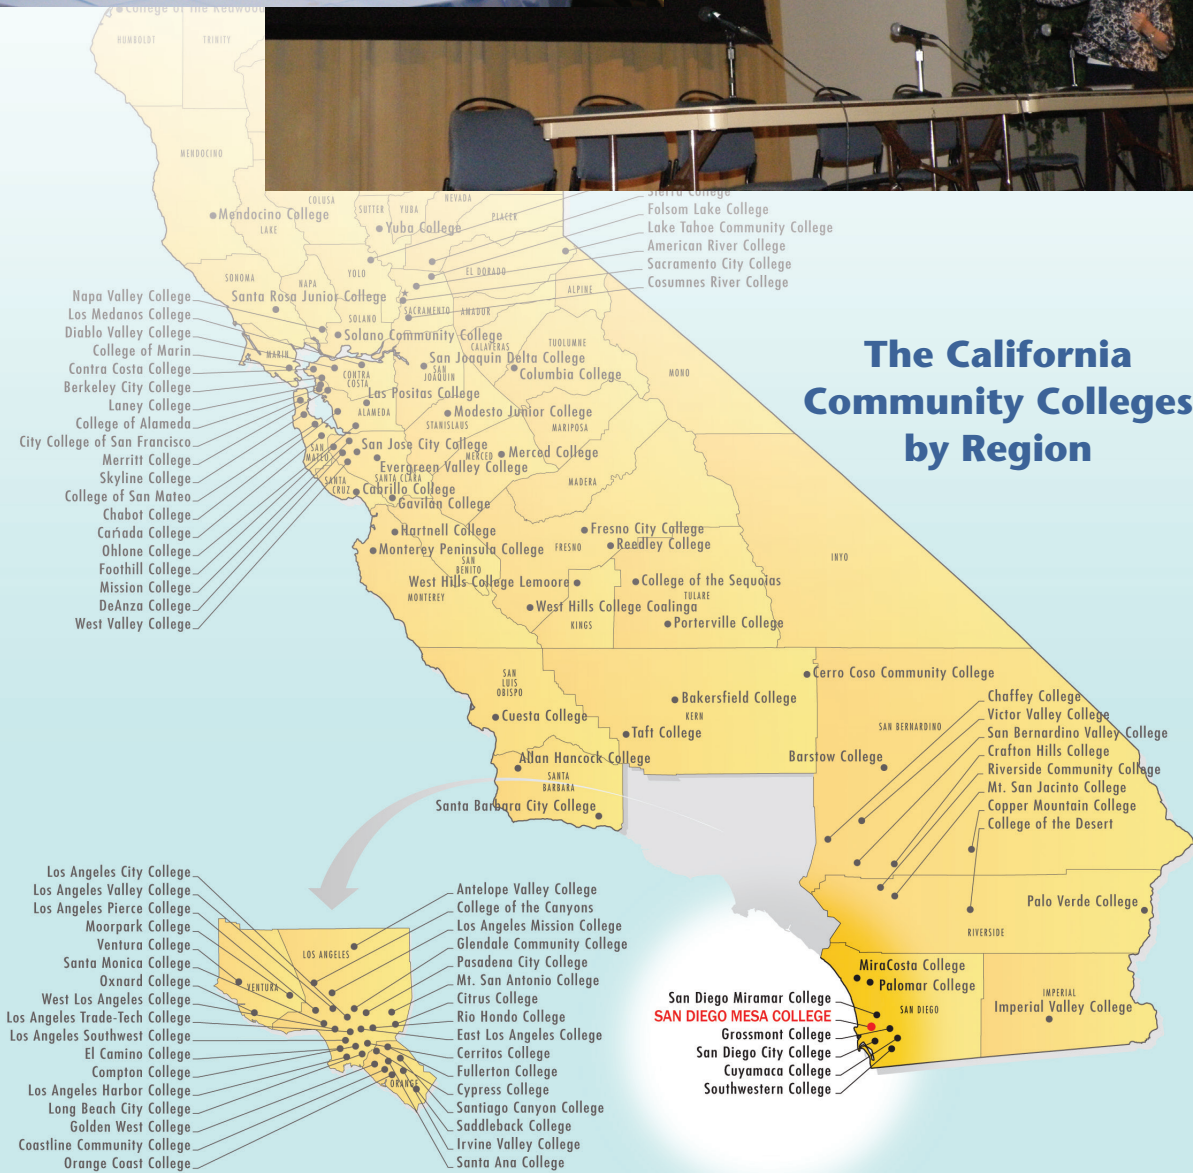 College of the Redwoods
HUMBOLDT
TRINITY
MENDOCINO
COLUSA
SUTTER
YUBA
NEVADA
PLACER
Mendocino College
LAKE
Yuba College
Sierra College
Folsom Lake College
Lake Tahoe Community College
American River College
Sacramento City College
Cosumnes River College
SONOMA
NAPA
YOLO
EL DORADO
ALPINE
Santa Rosa Junior College
SOLANO
SACRAMENTO
AMADOR
Napa Valley College
Los Medanos College
Diablo Valley College
College of Marin
Contra Costa College
Berkeley City College
Laney College
College of Alameda
City College of San Francisco
Merritt College
Skyline College
College of San Mateo
Chabot College
Cañada College
Ohlone College
Foothill College
Mission College
DeAnza College
West Valley College
Solano Community College
CALAVERAS
TUOLUMNE
MARIN
San Joaquin Delta College
SAN
JOAQUIN
Columbia College
MONO
CONTRA
COSTA
Las Positas College
ALAMEDA
Modesto Junior College
STANISLAUS
MARIPOSA
SAN
MATEO
San Jose City College
MERCED
Merced College
Evergreen Valley College
SANTA CLARA
SANTA
CRUZ
Cabrillo College
Gavilan College
MADERA
The California
Community Colleges
by Region
Hartnell College
Fresno City College
Monterey Peninsula College
FRESNO
Reedley College
INYO
SAN
BENITO
West Hills College Lemoore
College of the Sequoias
MONTEREY
TULARE
West Hills College Coalinga
KINGS
Porterville College
SAN
LUIS
OBISPO
Cerro Coso Community College
Bakersfield College
KERN
Cuesta College
Taft College
SAN BERNARDINO
Chaffey College
Victor Valley College
San Bernardino Valley College
Crafton Hills College
Riverside Community College
Mt. San Jacinto College
Copper Mountain College
College of the Desert
Allan Hancock College
Barstow College
SANTA
BARBARA
Santa Barbara City College
Palo Verde College
RIVERSIDE
Los Angeles City College
Los Angeles Valley College
Los Angeles Pierce College
Moorpark College
Ventura College
Santa Monica College
Oxnard College
West Los Angeles College
Los Angeles Trade-Tech College
Los Angeles Southwest College
El Camino College
Compton College
Los Angeles Harbor College
Long Beach City College
Golden West College
Coastline Community College
Orange Coast College
LOS ANGELES
VENTURA
ORANGE
Antelope Valley College
College of the Canyons
Los Angeles Mission College
Glendale Community College
Pasadena City College
Mt. San Antonio College
Citrus College
Rio Hondo College
East Los Angeles College
Cerritos College
Fullerton College
Cypress College
Santiago Canyon College
Saddleback College
Irvine Valley College
Santa Ana College
MiraCosta College
Palomar College
San Diego Miramar College
SAN DIEGO MESA COLLEGE
Grossmont College
San Diego City College
Cuyamaca College
Southwestern College
SAN DIEGO
IMPERIAL
Imperial Valley College